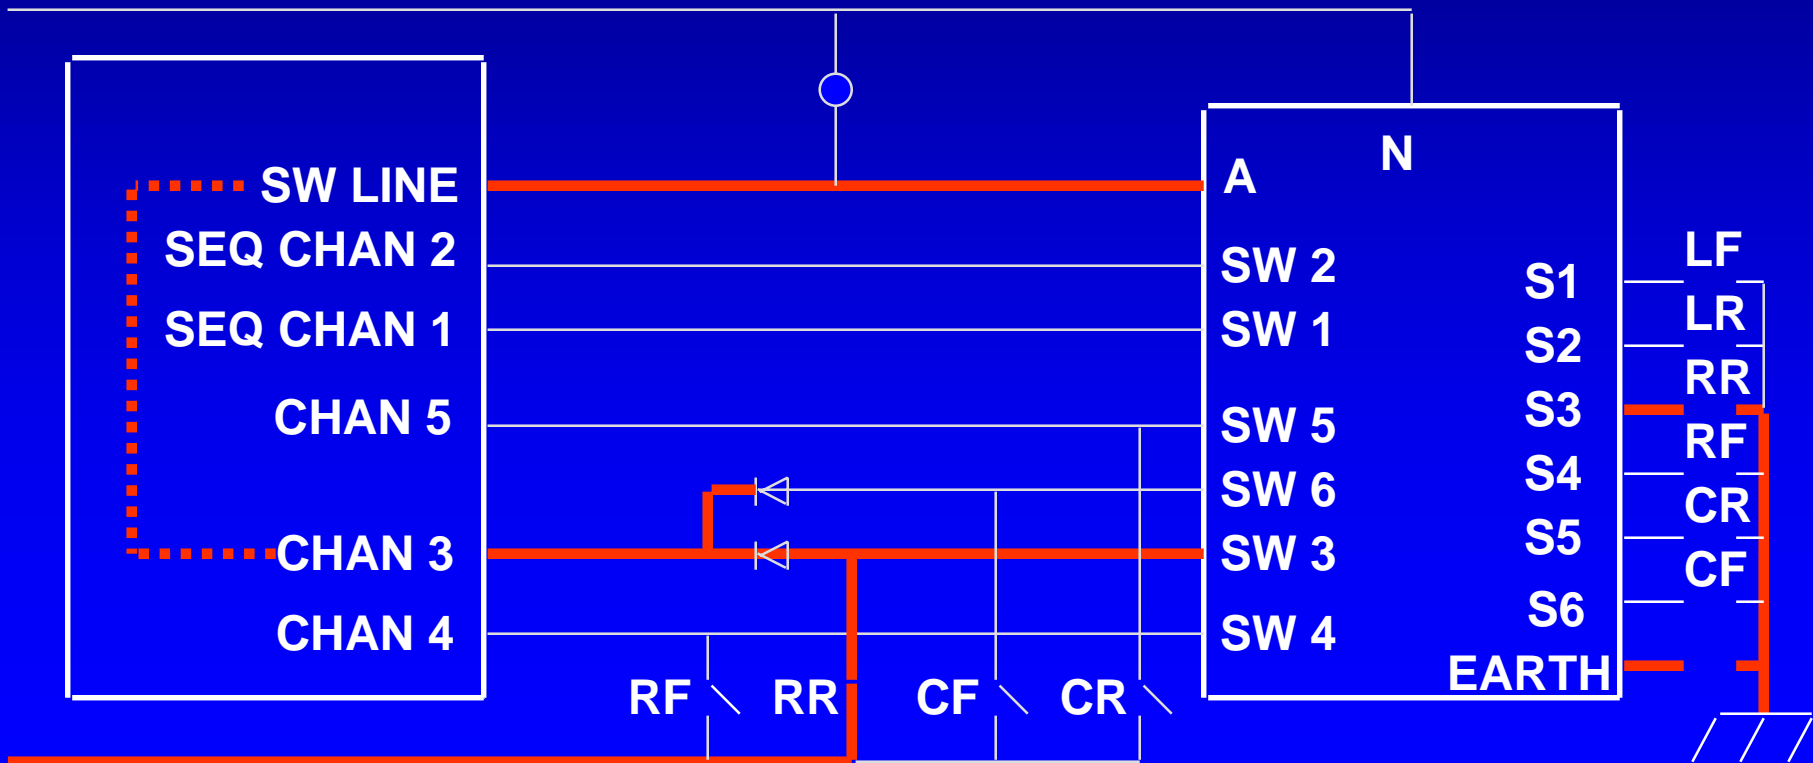 SW LINE
SEQ CHAN 2
SEQ CHAN 1
CHAN 5
CHAN 3
CHAN 4
RF
RR
CF
CR
N
A
SW 2
SW 1
SW 5
SW 6
SW 3
SW 4
S1
S2
S3
S4
S5
S6
EARTH
LF
LR
RR
RF
CR
CF